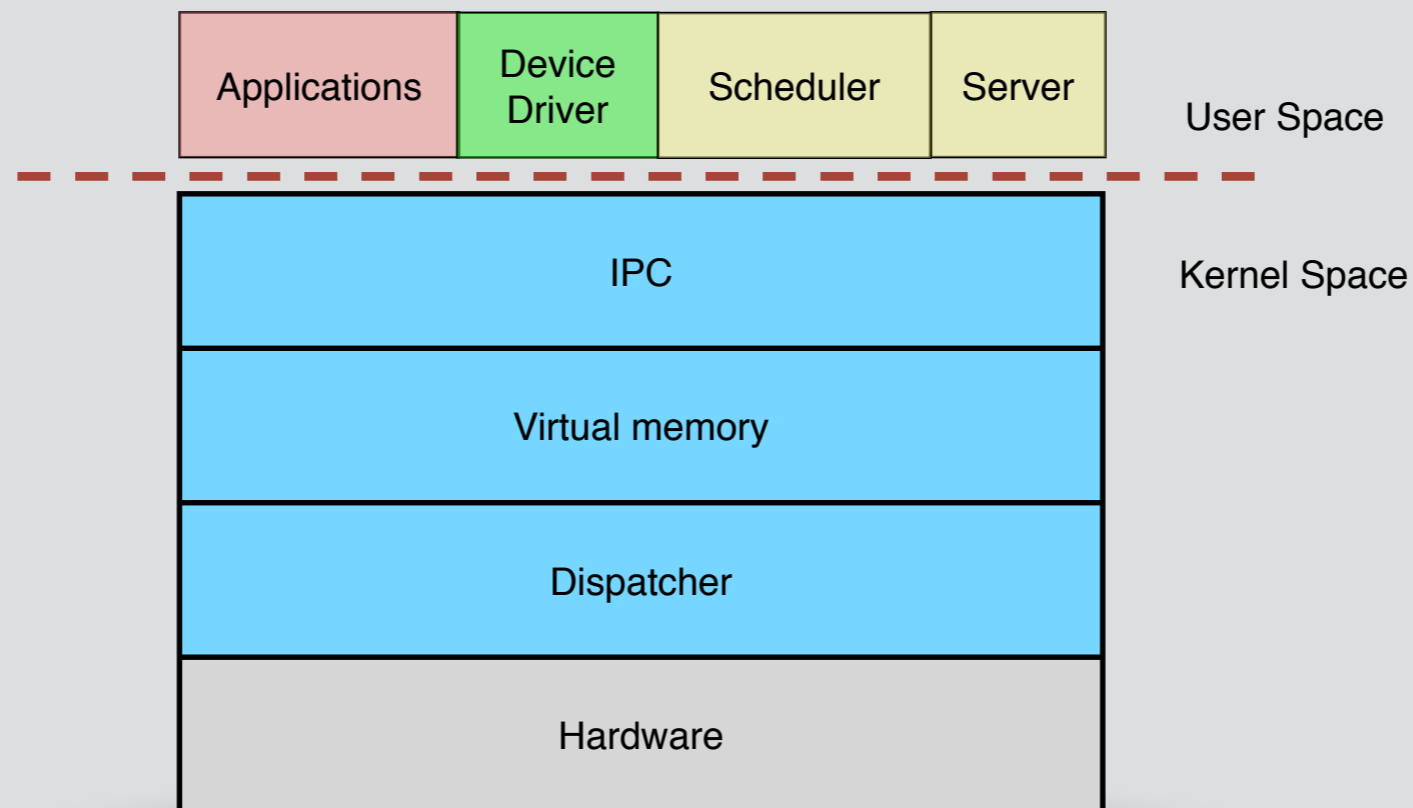 Applications
Device
Driver
Scheduler
Server
User Space
IPC
Kernel Space
Virtual memory
Dispatcher
Hardware